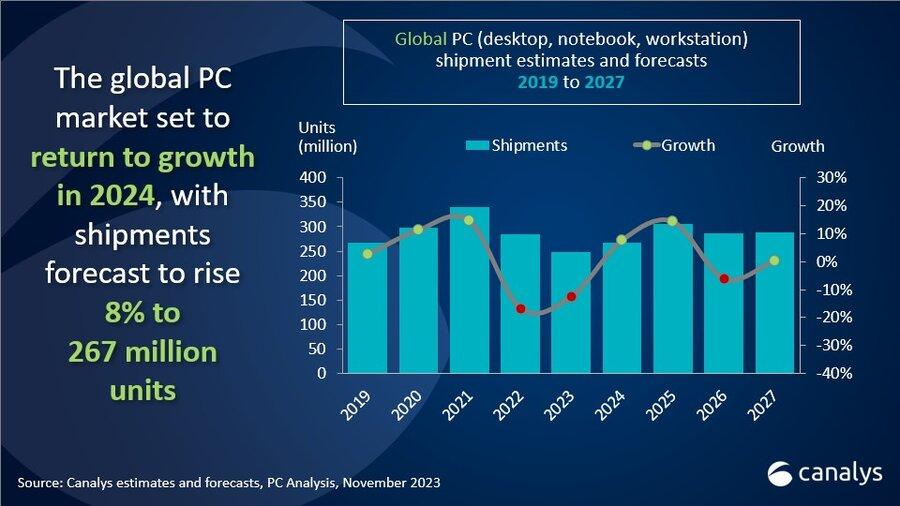 The global PC
market set to
return to growth
in 2024, with
shipments
forecast to rise
8% to
267 million
units
Global PC (desktop, notebook, workstation)
shipment estimates and forecasts
2019 to 2027
Units
(million)
Shipments
Growth
Growth
400
350
300
250
200
150
100
50
0
30%
20%
10%
0%
-10%
-20%
-30%
-40%
2019
2020
2021
2022
2023
2024
2025
2026
2027
Source: Canalys estimates and forecasts, PC Analysis, November 2023
canalys